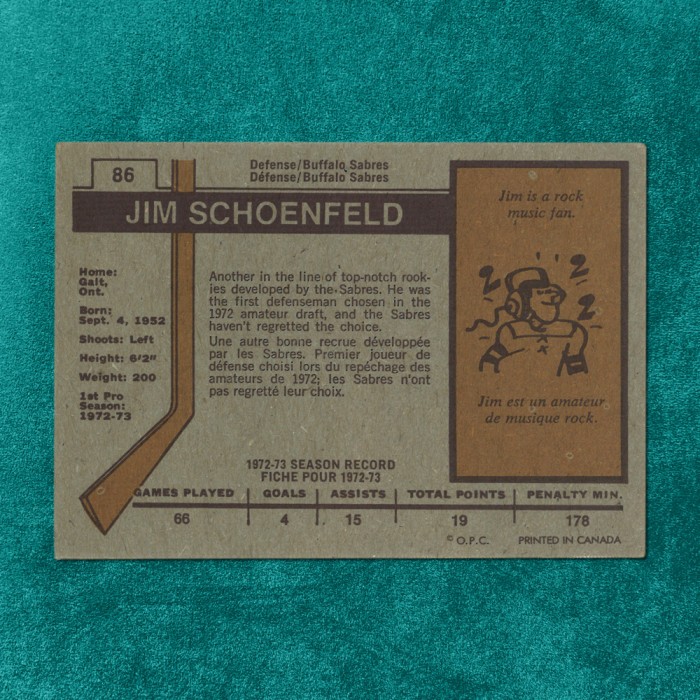 86
Defense/Buffalo Sabres
Défense/Buffalo Sabres
JIM SCHOENFELD
Home:
Galt,
Ont.
Born:
Sept. 4, 1952
Shoots: Left
Height: 6'2"
Weight: 200
1st Pro
Season:
1972-73
Another in the line of top-notch rook-
ies developed by the Sabres. He was
the first defenseman chosen in the
1972 amateur draft, and the Sabres
haven't regretted the choice.
Une autre bonne recrue développée
par les Sabres. Premier joueur de
défense choisi lors du repéchage des
amateurs de 1972; les Sabres n'ont
pas regretté leur choix.
Jim is a rock
music fan.
Jim est un amateur
de musique rock.
1972-73 SEASON RECORD
FICHE POUR 1972-73
GAMES PLAYED GOALS ASSISTS TOTAL POINTS PENALTY MIN.
66 4 15 19 178
© O.P.C. PRINTED IN CANADA